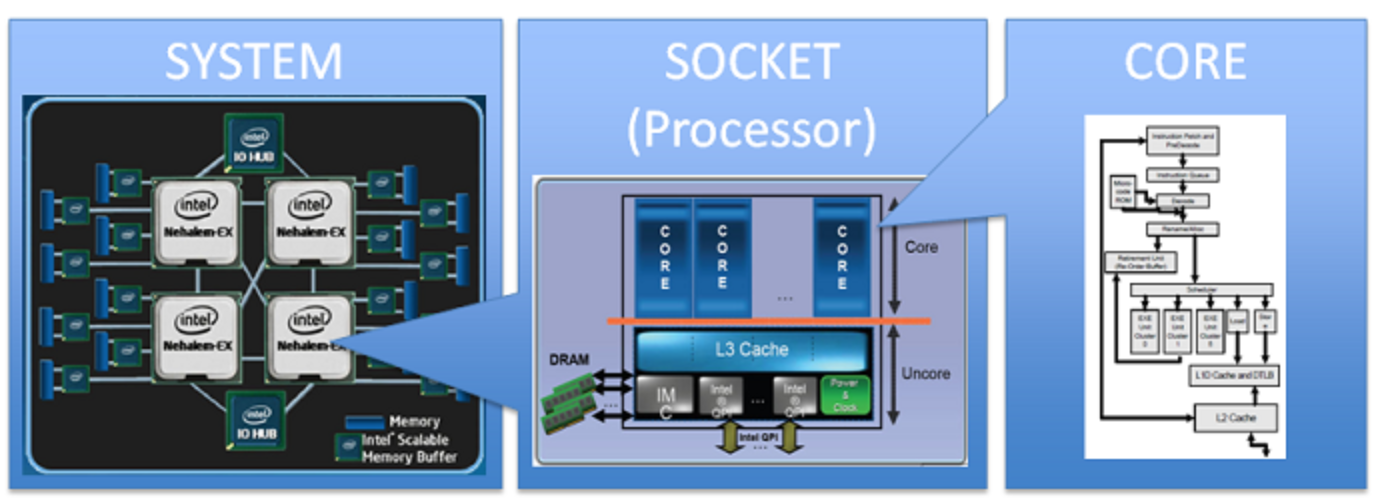 SYSTEM
intel
IO HUB
intel
Nehalem-EX
intel
Nehalem-EX
intel
Nehalem-EX
intel
Nehalem-EX
intel
IO HUB
Memory
Intel® Scalable
Memory Buffer
SOCKET
(Processor)
CORE
CORE
CORE
...
Core
L3 Cache
Uncore
DRAM
...
IM
C
Intel
®
QPI
...
Intel
®
QPI
Power
&
Clock
Intel QPI
...
CORE
Instruction Fetch and
PreDecode
Instruction Queue
Micro-
code
ROM
Decode
Rename/Alloc
Retirement Unit
(Re-Order-Buffer)
Scheduler
EXE
Unit
Cluster
0
EXE
Unit
Cluster
1
EXE
Unit
Cluster
5
Load
Stor
e
L1D Cache and DTLB
L2 Cache